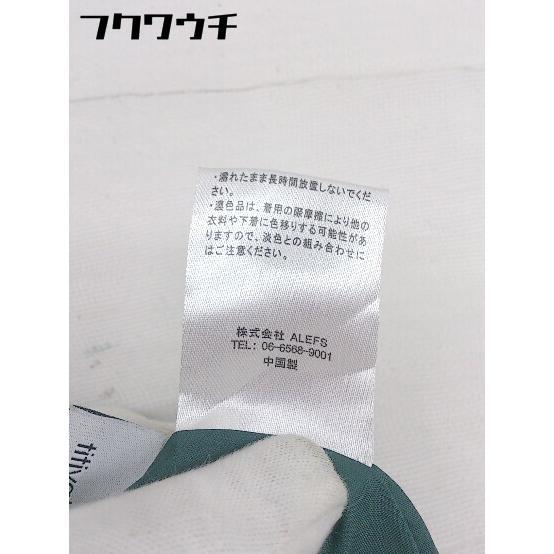 フクワウチ
・濡れたまま長時間放置しないでくだ
さい。
・濃色品は、着用の際摩擦により他の
衣料や下着に色移りする可能性があ
りますので、淡色との組み合わせに
はご注意ください。
株式会社 ALEFS
TEL: 06-6568-9001
中国製